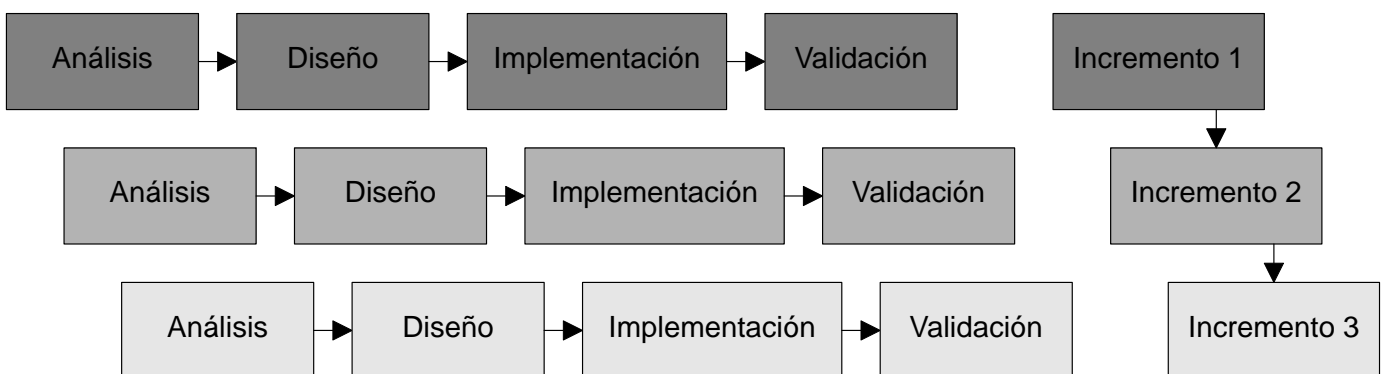 Análisis Diseño Implementación Validación Incremento 1
Análisis Diseño Implementación Validación Incremento 2
Análisis Diseño Implementación Validación Incremento 3